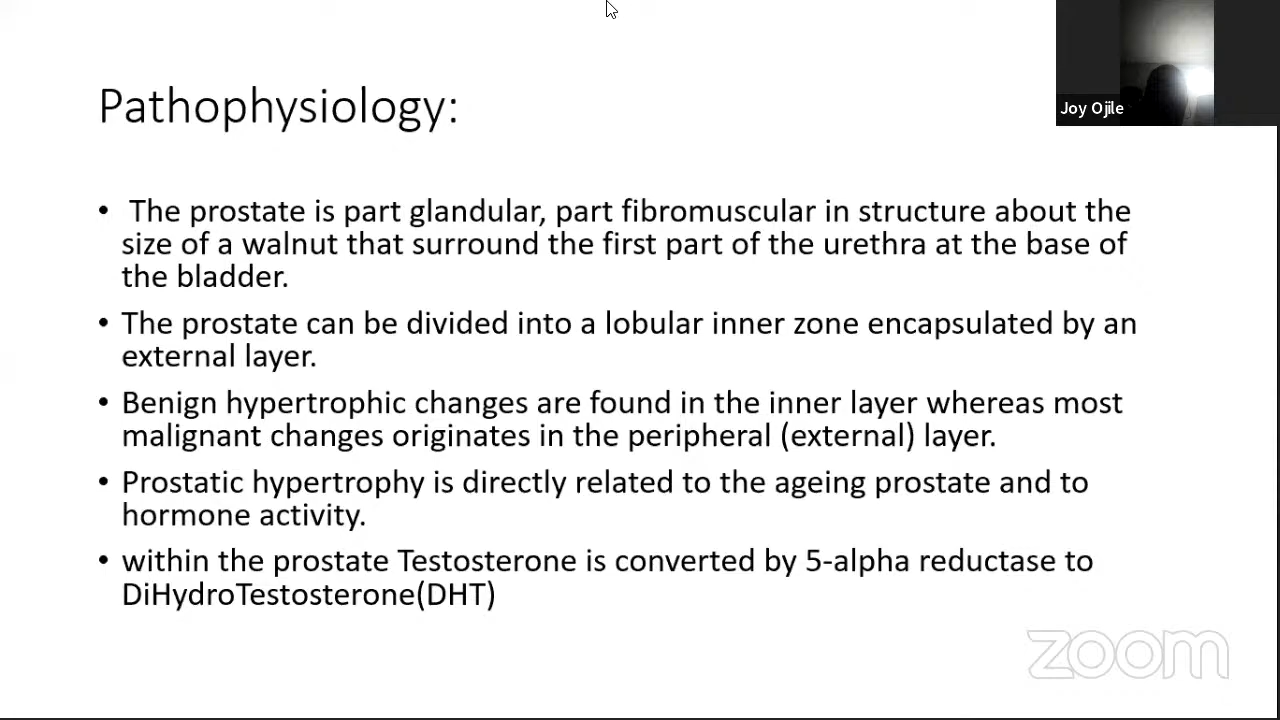 Pathophysiology:
Joy Ojile
• The prostate is part glandular, part fibromuscular in structure about the
size of a walnut that surround the first part of the urethra at the base of
the bladder.
• The prostate can be divided into a lobular inner zone encapsulated by an
external layer.
• Benign hypertrophic changes are found in the inner layer whereas most
malignant changes originates in the peripheral (external) layer.
• Prostatic hypertrophy is directly related to the ageing prostate and to
hormone activity.
• within the prostate Testosterone is converted by 5-alpha reductase to
DiHydroTestosterone(DHT)
zoom